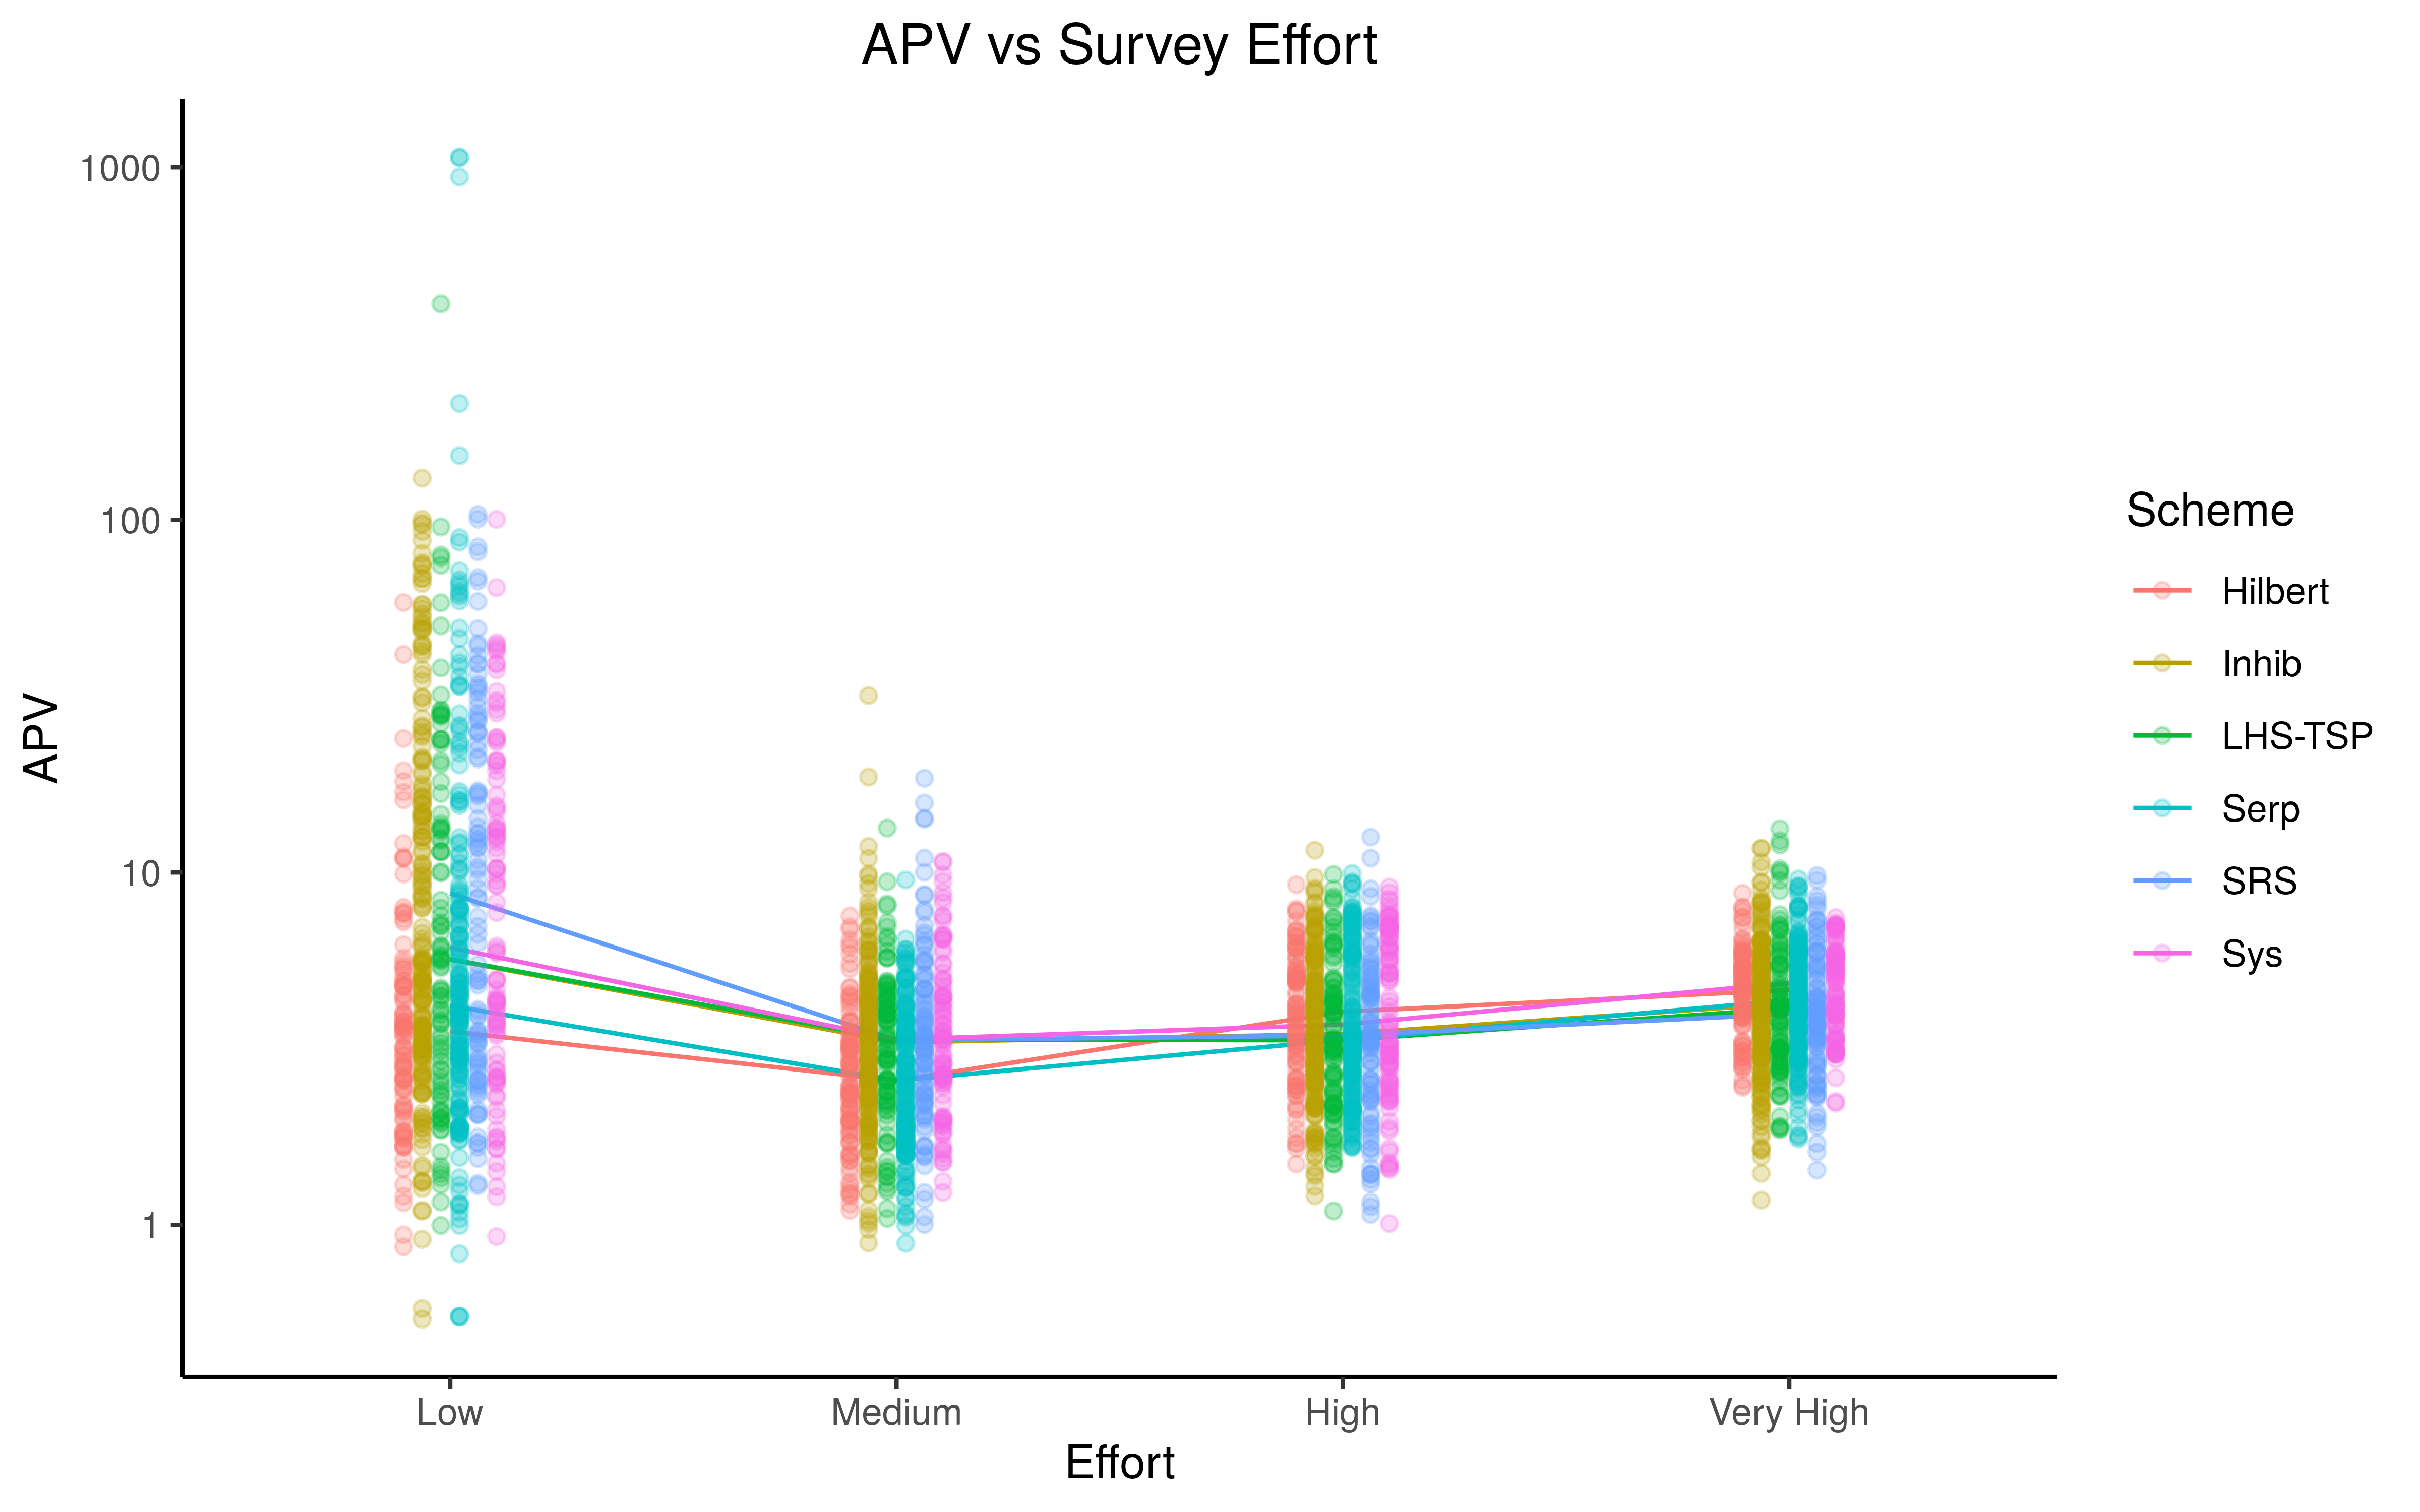 APV vs Survey Effort
1000
100
10
1
APV
Low
Medium
High
Very High
Effort
Scheme
Hilbert
Inhib
LHS-TSP
Serp
SRS
Sys